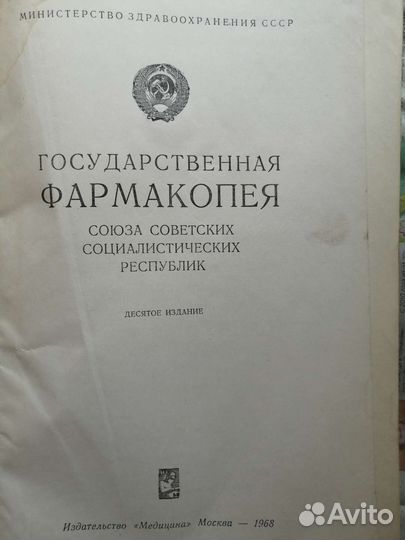 МИНИСТЕРСТВО ЗДРАВООХРАНЕНИЯ СССР
ГОСУДАРСТВЕННАЯ
ФАРМАКОПЕЯ
СОЮЗА СОВЕТСКИХ
СОЦИАЛИСТИЧЕСКИХ
РЕСПУБЛИК
ДЕСЯТОЕ ИЗДАНИЕ
Издательство «Медицина» Москва — 1968
Avito